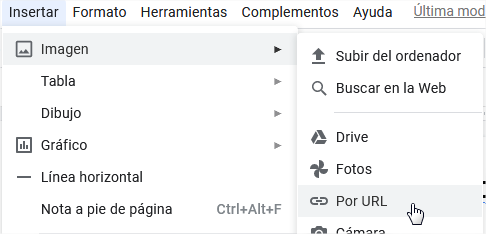 Insertar Formato Herramientas Complementos Ayuda Última mod
Imagen
Subir del ordenador
Tabla
Buscar en la Web
Dibujo
Drive
Gráfico
Fotos
Línea horizontal
Por URL
Nota a pie de página Ctrl+Alt+F
Cámara